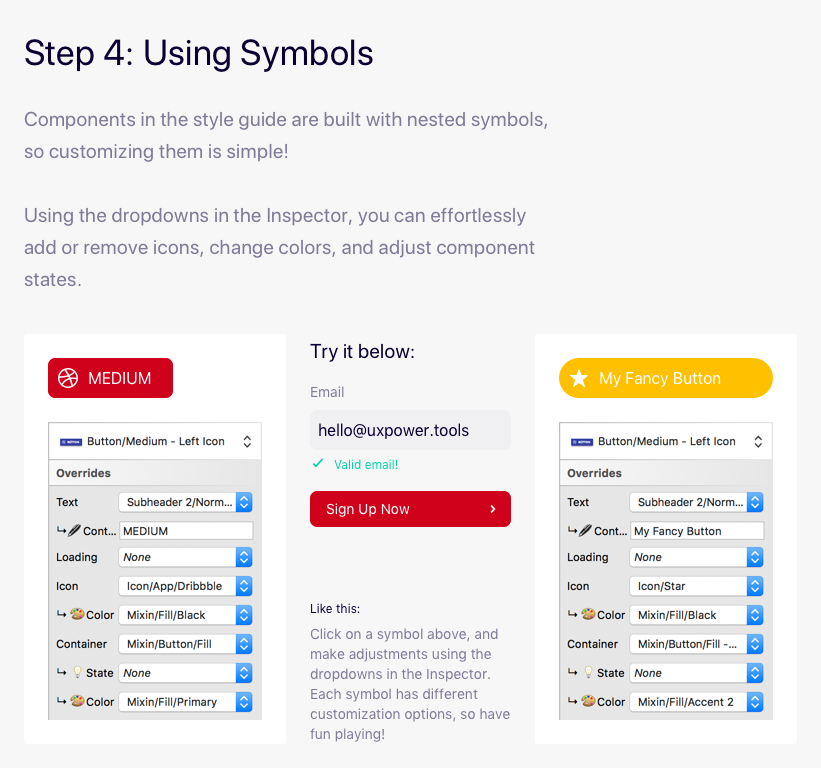 Step 4: Using Symbols
Components in the style guide are built with nested symbols,
so customizing them is simple!
Using the dropdowns in the Inspector, you can effortlessly
add or remove icons, change colors, and adjust component
states.
MEDIUM
Button/Medium - Left Icon
Overrides
Text Subheader 2/Norm...
Cont... MEDIUM
Loading None
Icon Icon/App/Dribbble
Color Mixin/Fill/Black
Container Mixin/Button/Fill
State None
Color Mixin/Fill/Primary
Try it below:
Email
hello@uxpower.tools
Valid email!
Sign Up Now
Like this:
Click on a symbol above, and
make adjustments using the
dropdowns in the Inspector.
Each symbol has different
customization options, so have
fun playing!
My Fancy Button
Button/Medium - Left Icon
Overrides
Text Subheader 2/Norm...
Cont... My Fancy Button
Loading None
Icon Icon/Star
Color Mixin/Fill/Black
Container Mixin/Button/Fill -...
State None
Color Mixin/Fill/Accent 2